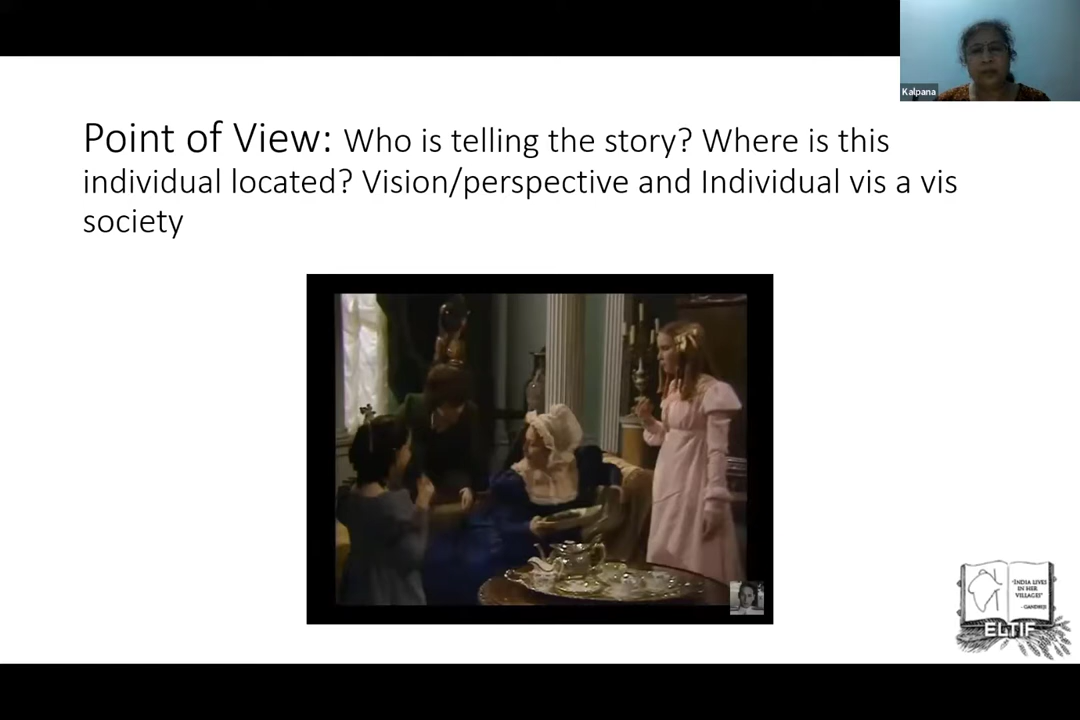 Kalpana
Point of View: Who is telling the story? Where is this
individual located? Vision/perspective and Individual vis a vis
society
"INDIA LIVES
IN HER
VILLAGES"
- GANDHIJI
ELTIF